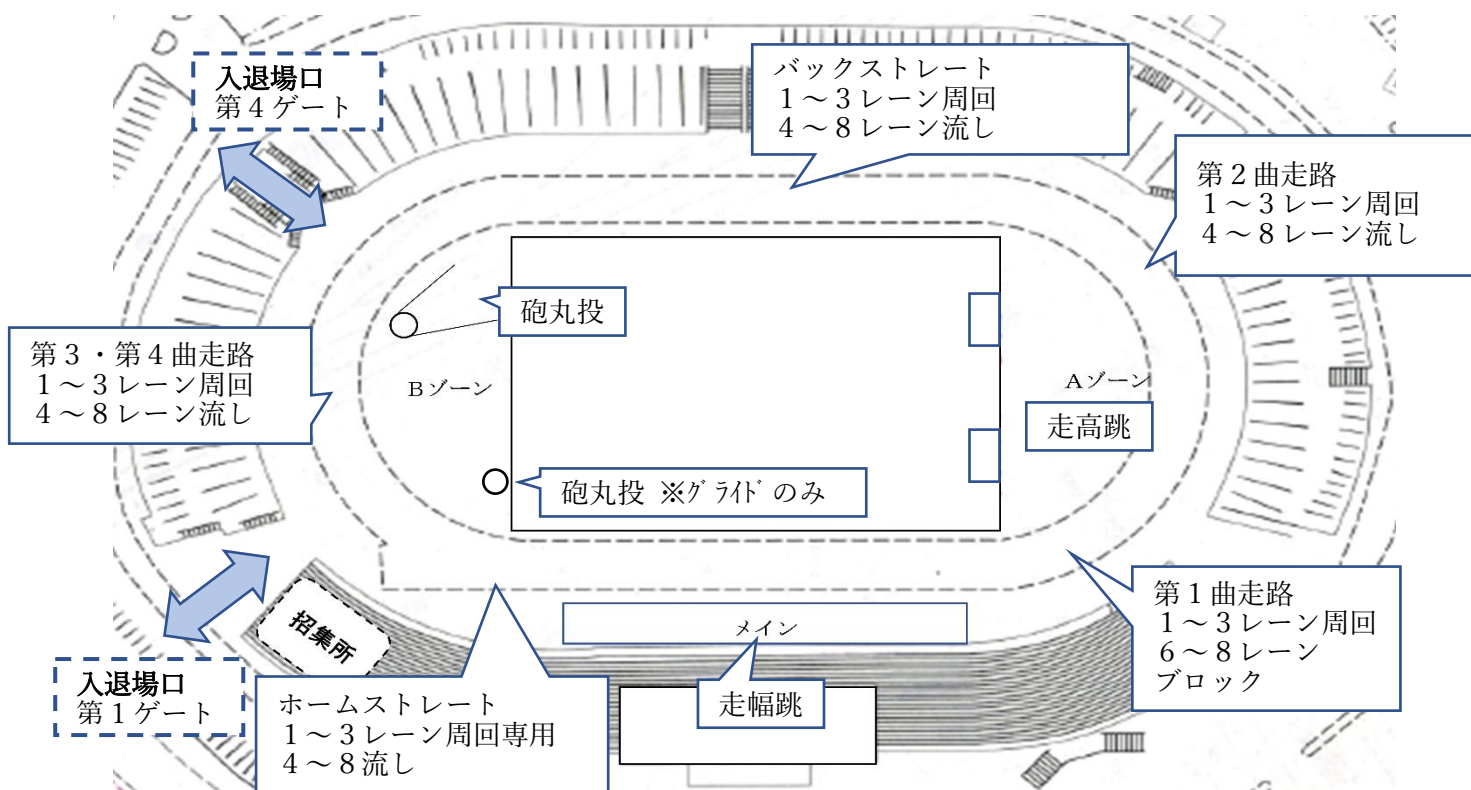 入退場口
第４ゲート
バックストレート
１～３レーン周回
４～８レーン流し
第２曲走路
１～３レーン周回
４～８レーン流し
砲丸投
第３・第４曲走路
１～３レーン周回
４～８レーン流し
Bゾーン
Aゾーン
走高跳
砲丸投 ※ｸﾞﾗｲﾄﾞのみ
第１曲走路
１～３レーン周回
６～８レーン
ブロック
招集所
メイン
入退場口
第１ゲート
ホームストレート
１～３レーン周回専用
４～８流し
走幅跳